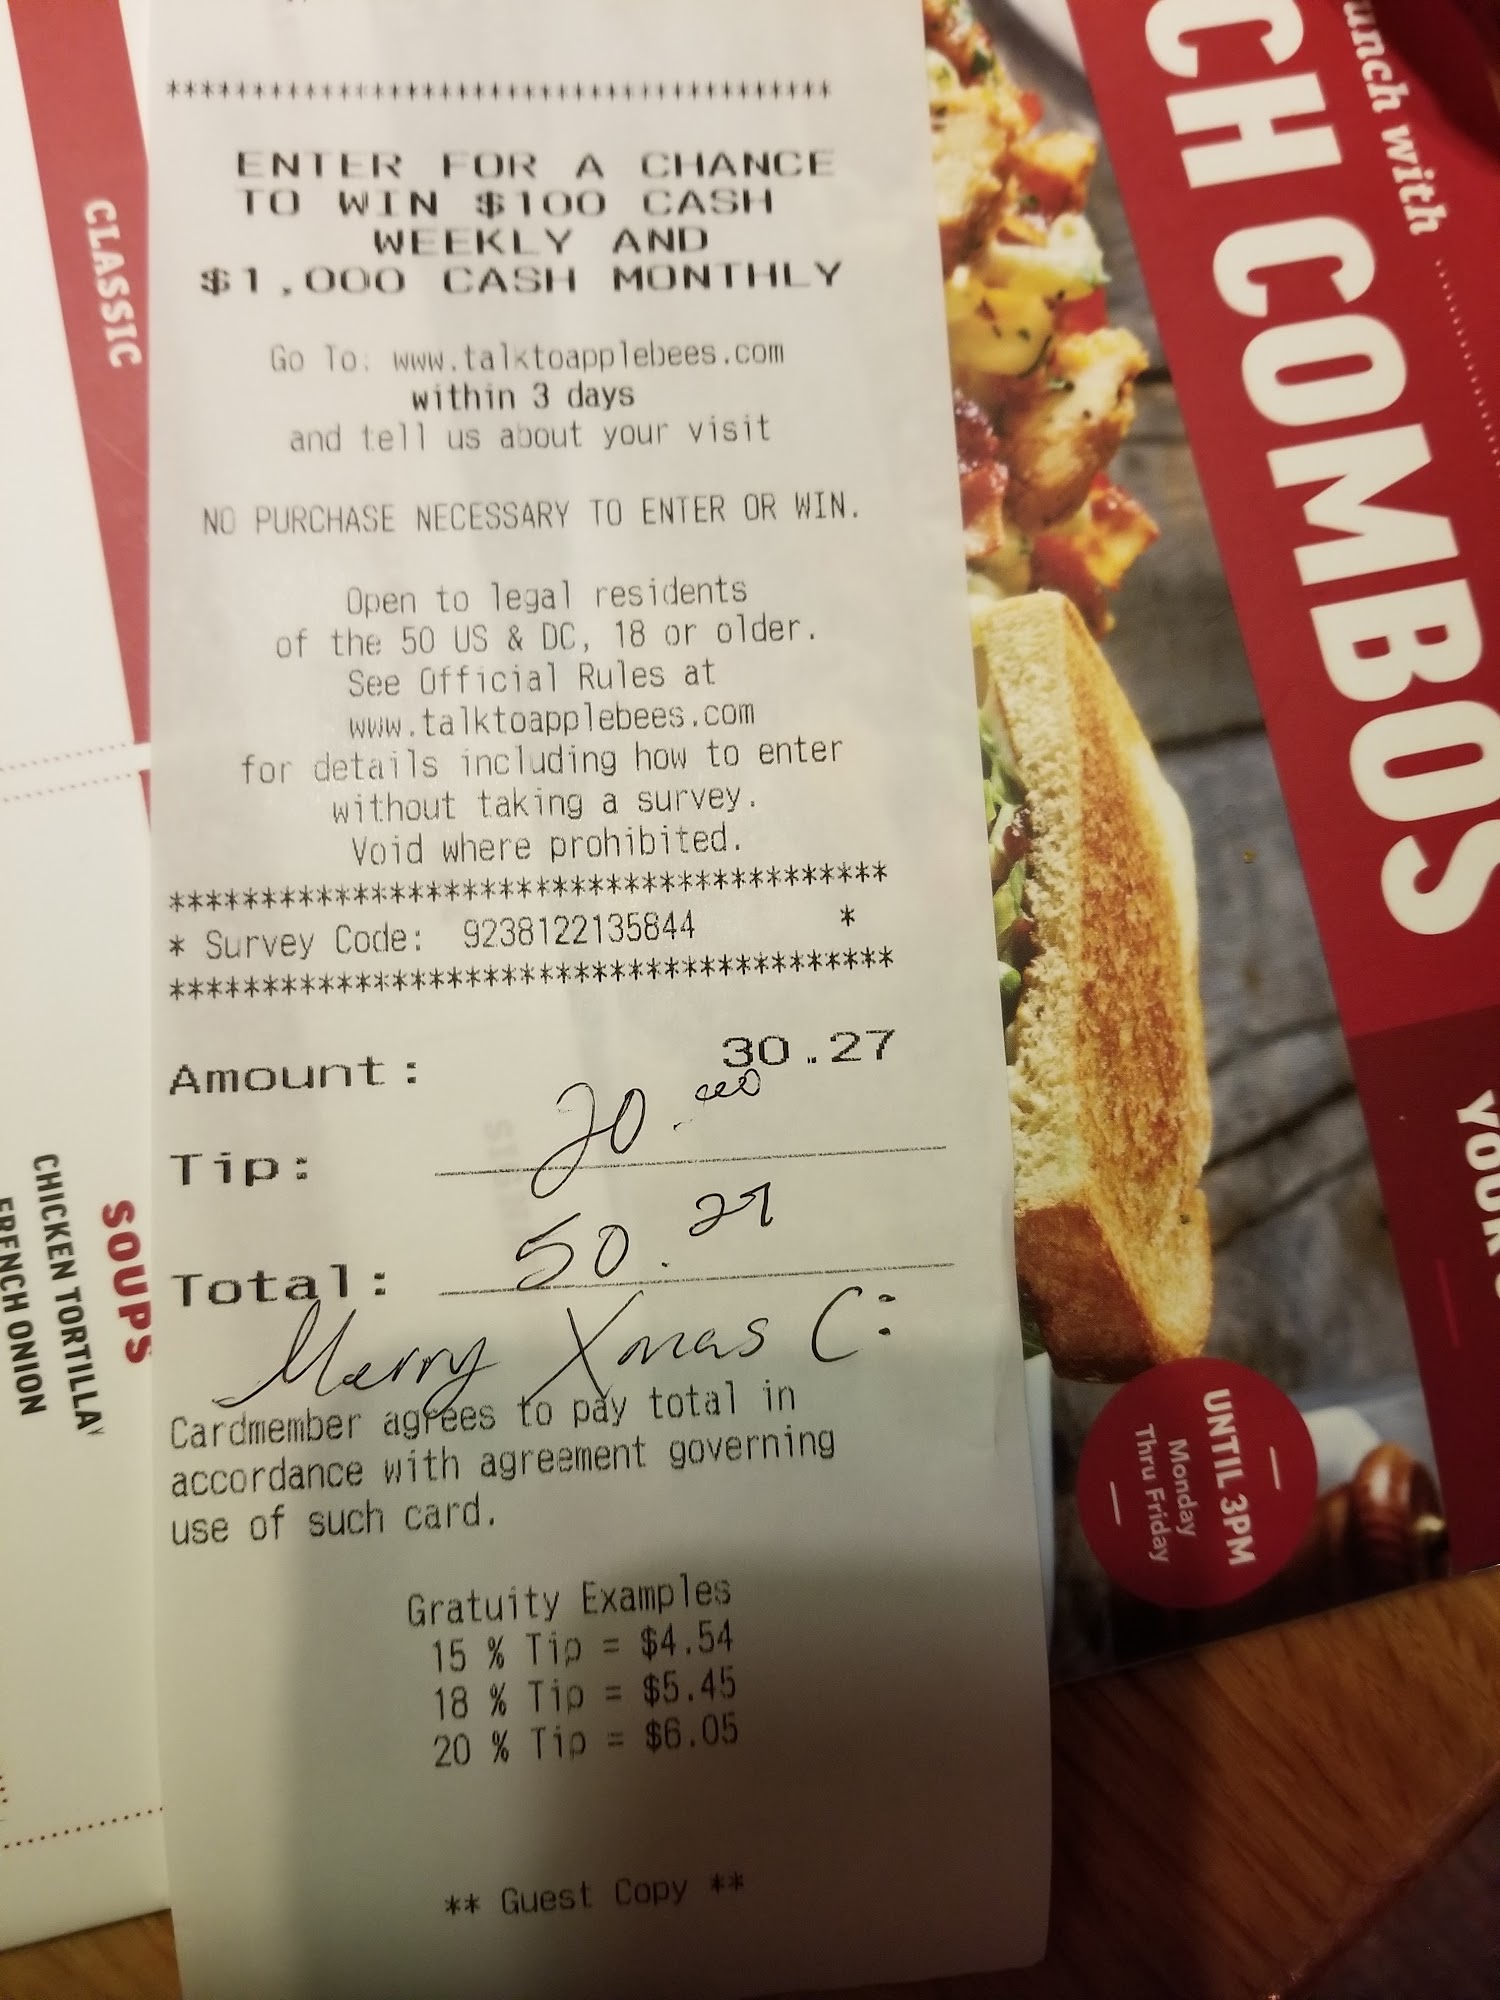 ******************************************
ENTER FOR A CHANCE
TO WIN $100 CASH
WEEKLY AND
$1,000 CASH MONTHLY
Go To: www.talktoapplebees.com
within 3 days
and tell us about your visit
NO PURCHASE NECESSARY TO ENTER OR WIN.
Open to legal residents
of the 50 US & DC, 18 or older.
See Official Rules at
www.talktoapplebees.com
for details including how to enter
without taking a survey.
Void where prohibited.
******************************************
* Survey Code: 9238122135844 *
******************************************
Amount: 30.27
Tip: 20.00
Total: 50.27
Merry Xmas C:
Cardmember agrees to pay total in
accordance with agreement governing
use of such card.
Gratuity Examples
15 % Tip = $4.54
18 % Tip = $5.45
20 % Tip = $6.05
** Guest Copy **
CLASSIC
SOUPS
CHICKEN TORTILLA
FRENCH ONION
unch with
CH COMBOS
YOUR
UNTIL 3PM
Monday
Thru Friday